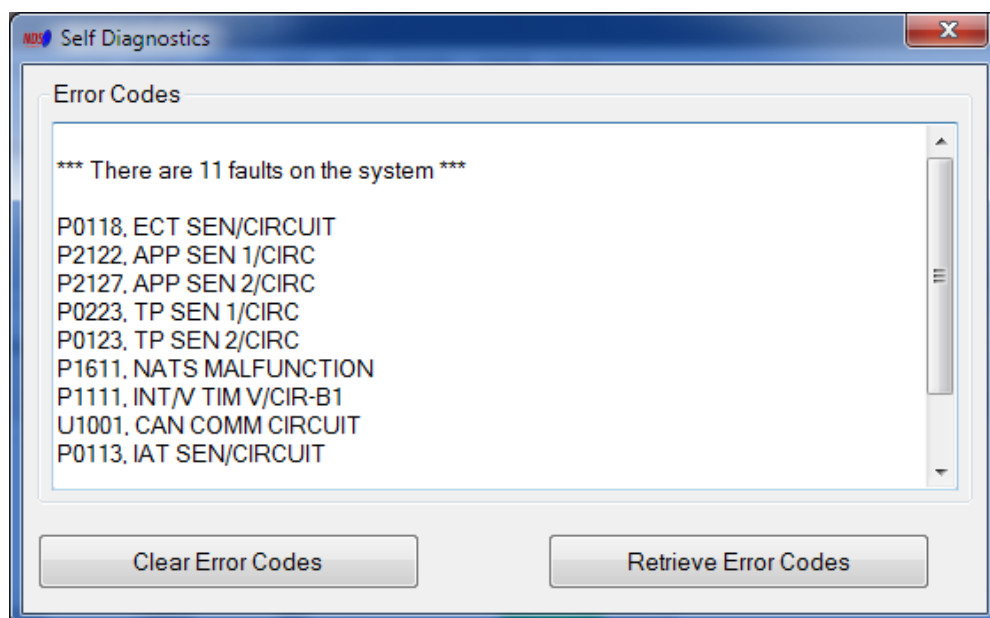 NDS Self Diagnostics
X
Error Codes
*** There are 11 faults on the system ***
P0118, ECT SEN/CIRCUIT
P2122, APP SEN 1/CIRC
P2127, APP SEN 2/CIRC
P0223, TP SEN 1/CIRC
P0123, TP SEN 2/CIRC
P1611, NATS MALFUNCTION
P1111, INT/V TIM V/CIR-B1
U1001, CAN COMM CIRCUIT
P0113, IAT SEN/CIRCUIT
Clear Error Codes
Retrieve Error Codes